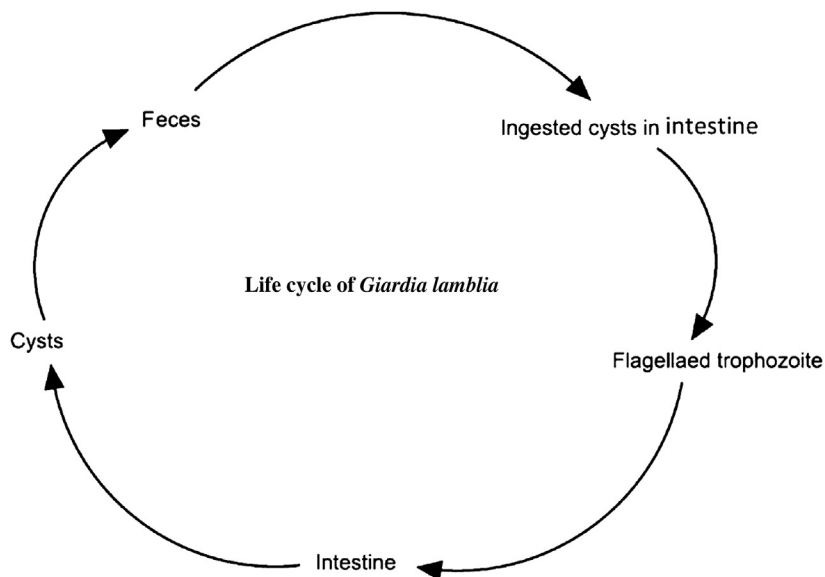 Feces
Ingested cysts in intestine
Life cycle of Giardia lamblia
Cysts
Flagellaed trophozoite
Intestine